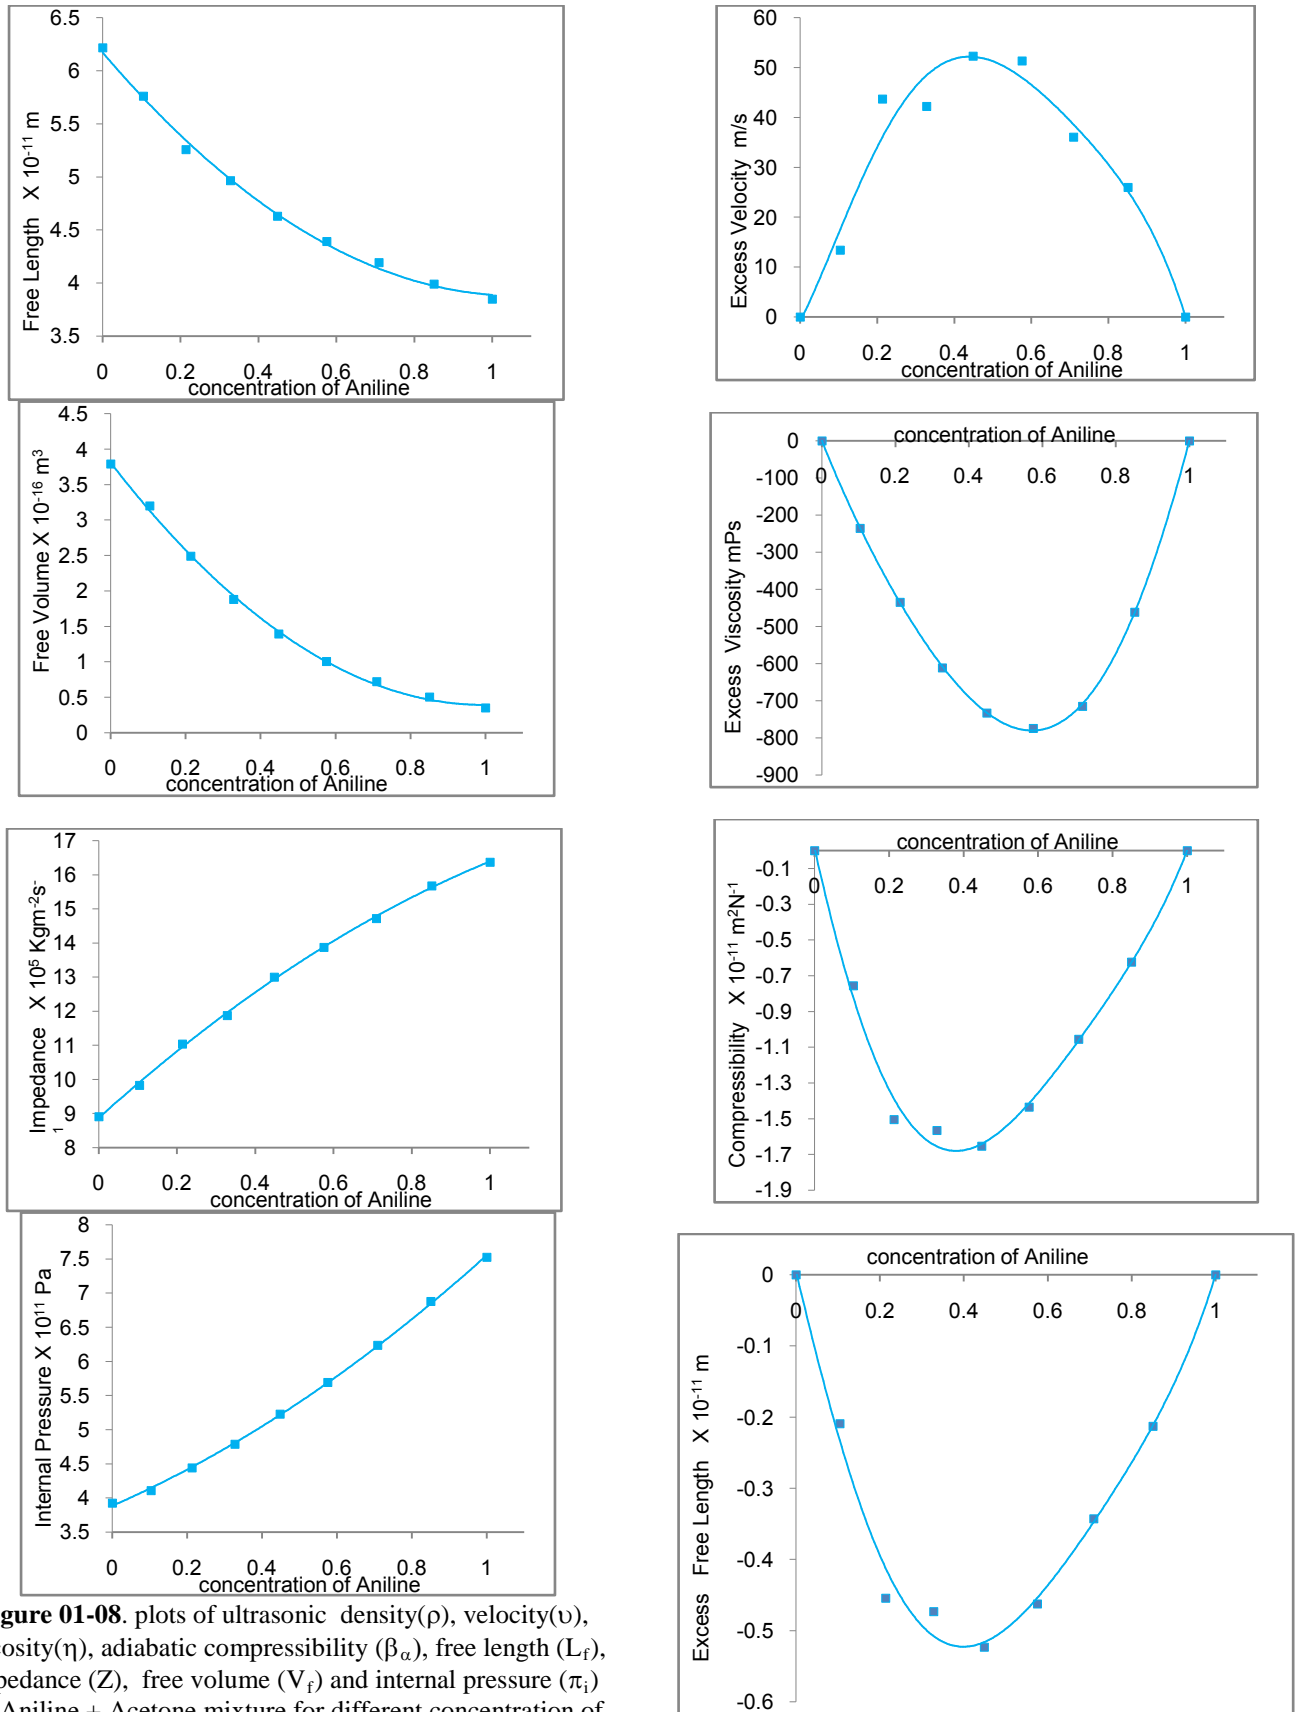 6.5
6
5.5
5
4.5
4
3.5
Free Length X 10-11 m
0 0.2 0.4 0.6 0.8 1
concentration of Aniline
4.5
4
3.5
3
2.5
2
1.5
1
0.5
0
Free Volume X 10-16 m3
0 0.2 0.4 0.6 0.8 1
concentration of Aniline
17
16
15
14
13
12
11
10
9
8
Impedance X 105 Kgm-2s-
1
0 0.2 0.4 0.6 0.8 1
concentration of Aniline
8
7.5
7
6.5
6
5.5
5
4.5
4
3.5
Internal Pressure X 1011 Pa
0 0.2 0.4 0.6 0.8 1
concentration of Aniline
gure 01-08. plots of ultrasonic density(ρ), velocity(υ),
cosity(η), adiabatic compressibility (βα), free length (Lf),
pedance (Z), free volume (Vf) and internal pressure (πi)
Aniline + Acetone mixture for different concentration of
60
50
40
30
20
10
0
Excess Velocity m/s
0 0.2 0.4 0.6 0.8 1
concentration of Aniline
concentration of Aniline
0
-100
-200
-300
-400
-500
-600
-700
-800
-900
Excess Viscosity mPs
0 0.2 0.4 0.6 0.8 1
concentration of Aniline
-0.1
-0.3
-0.5
-0.7
-0.9
-1.1
-1.3
-1.5
-1.7
-1.9
Compressibility X 10-11 m2N-1
0 0.2 0.4 0.6 0.8 1
concentration of Aniline
0
-0.1
-0.2
-0.3
-0.4
-0.5
-0.6
Excess Free Length X 10-11 m
0 0.2 0.4 0.6 0.8 1